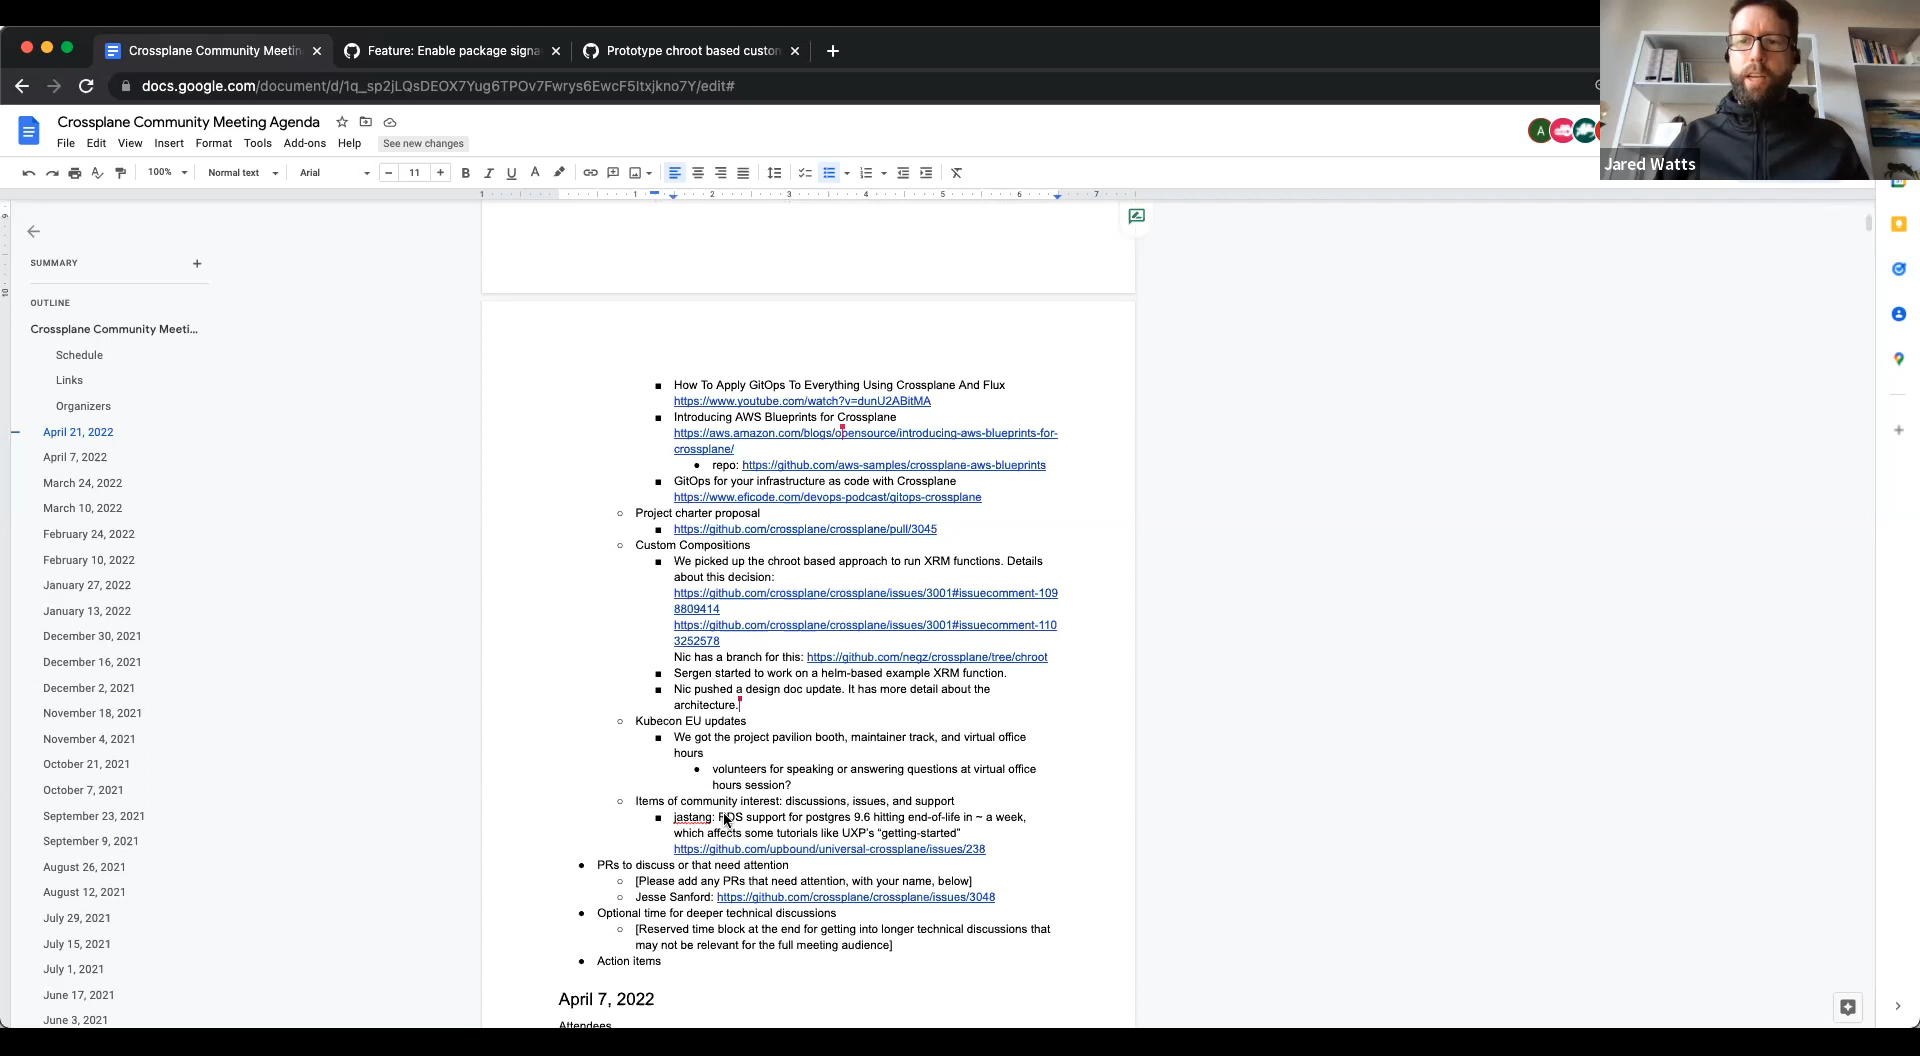 Crossplane Community Meetin
Feature: Enable package signa
Prototype chroot based custon
docs.google.com/document/d/1q_sp2jLQsDEOX7Yug6TPOv7Fwrys6EwcF5ltxjkno7Y/edit#
Jared Watts
Crossplane Community Meeting Agenda
A
File Edit View Insert Format Tools Add-ons Help See new changes
100% Normal text Arial 11
1 1 2 3 4 5 6 7
9
10
SUMMARY
OUTLINE
Crossplane Community Meeti...
Schedule
Links
Organizers
April 21, 2022
April 7, 2022
March 24, 2022
March 10, 2022
February 24, 2022
February 10, 2022
January 27, 2022
January 13, 2022
December 30, 2021
December 16, 2021
December 2, 2021
November 18, 2021
November 4, 2021
October 21, 2021
October 7, 2021
September 23, 2021
September 9, 2021
August 26, 2021
August 12, 2021
July 29, 2021
July 15, 2021
July 1, 2021
June 17, 2021
June 3, 2021
How To Apply GitOps To Everything Using Crossplane And Flux
https://www.youtube.com/watch?v=dunU2ABitMA
Introducing AWS Blueprints for Crossplane
https://aws.amazon.com/blogs/opensource/introducing-aws-blueprints-for-
crossplane/
repo: https://github.com/aws-samples/crossplane-aws-blueprints
GitOps for your infrastructure as code with Crossplane
https://www.eficode.com/devops-podcast/gitops-crossplane
Project charter proposal
https://github.com/crossplane/crossplane/pull/3045
Custom Compositions
We picked up the chroot based approach to run XRM functions. Details
about this decision:
https://github.com/crossplane/crossplane/issues/3001#issuecomment-109
8809414
https://github.com/crossplane/crossplane/issues/3001#issuecomment-110
3252578
Nic has a branch for this: https://github.com/negz/crossplane/tree/chroot
Sergen started to work on a helm-based example XRM function.
Nic pushed a design doc update. It has more detail about the
architecture.
Kubecon EU updates
We got the project pavilion booth, maintainer track, and virtual office
hours
volunteers for speaking or answering questions at virtual office
hours session?
Items of community interest: discussions, issues, and support
jastang: RDS support for postgres 9.6 hitting end-of-life in ~ a week,
which affects some tutorials like UXP's “getting-started”
https://github.com/upbound/universal-crossplane/issues/238
PRs to discuss or that need attention
[Please add any PRs that need attention, with your name, below]
Jesse Sanford: https://github.com/crossplane/crossplane/issues/3048
Optional time for deeper technical discussions
[Reserved time block at the end for getting into longer technical discussions that
may not be relevant for the full meeting audience]
Action items
April 7, 2022
Attendees